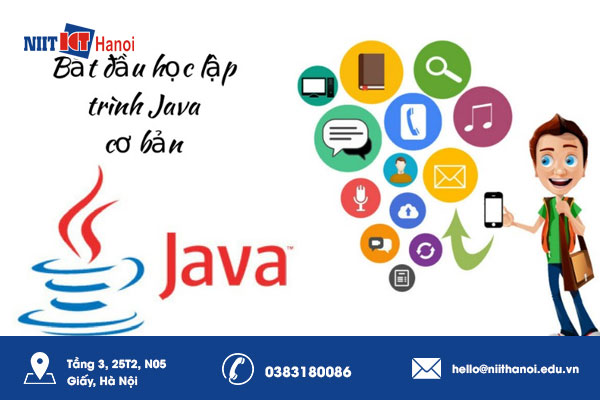 NIIT ICT Hanoi
Bắt đầu học lập
trình Java
cơ bản
Java™
Tầng 3, 25T2, N05
Giấy, Hà Nội
0383180086
hello@niithanoi.edu.vn